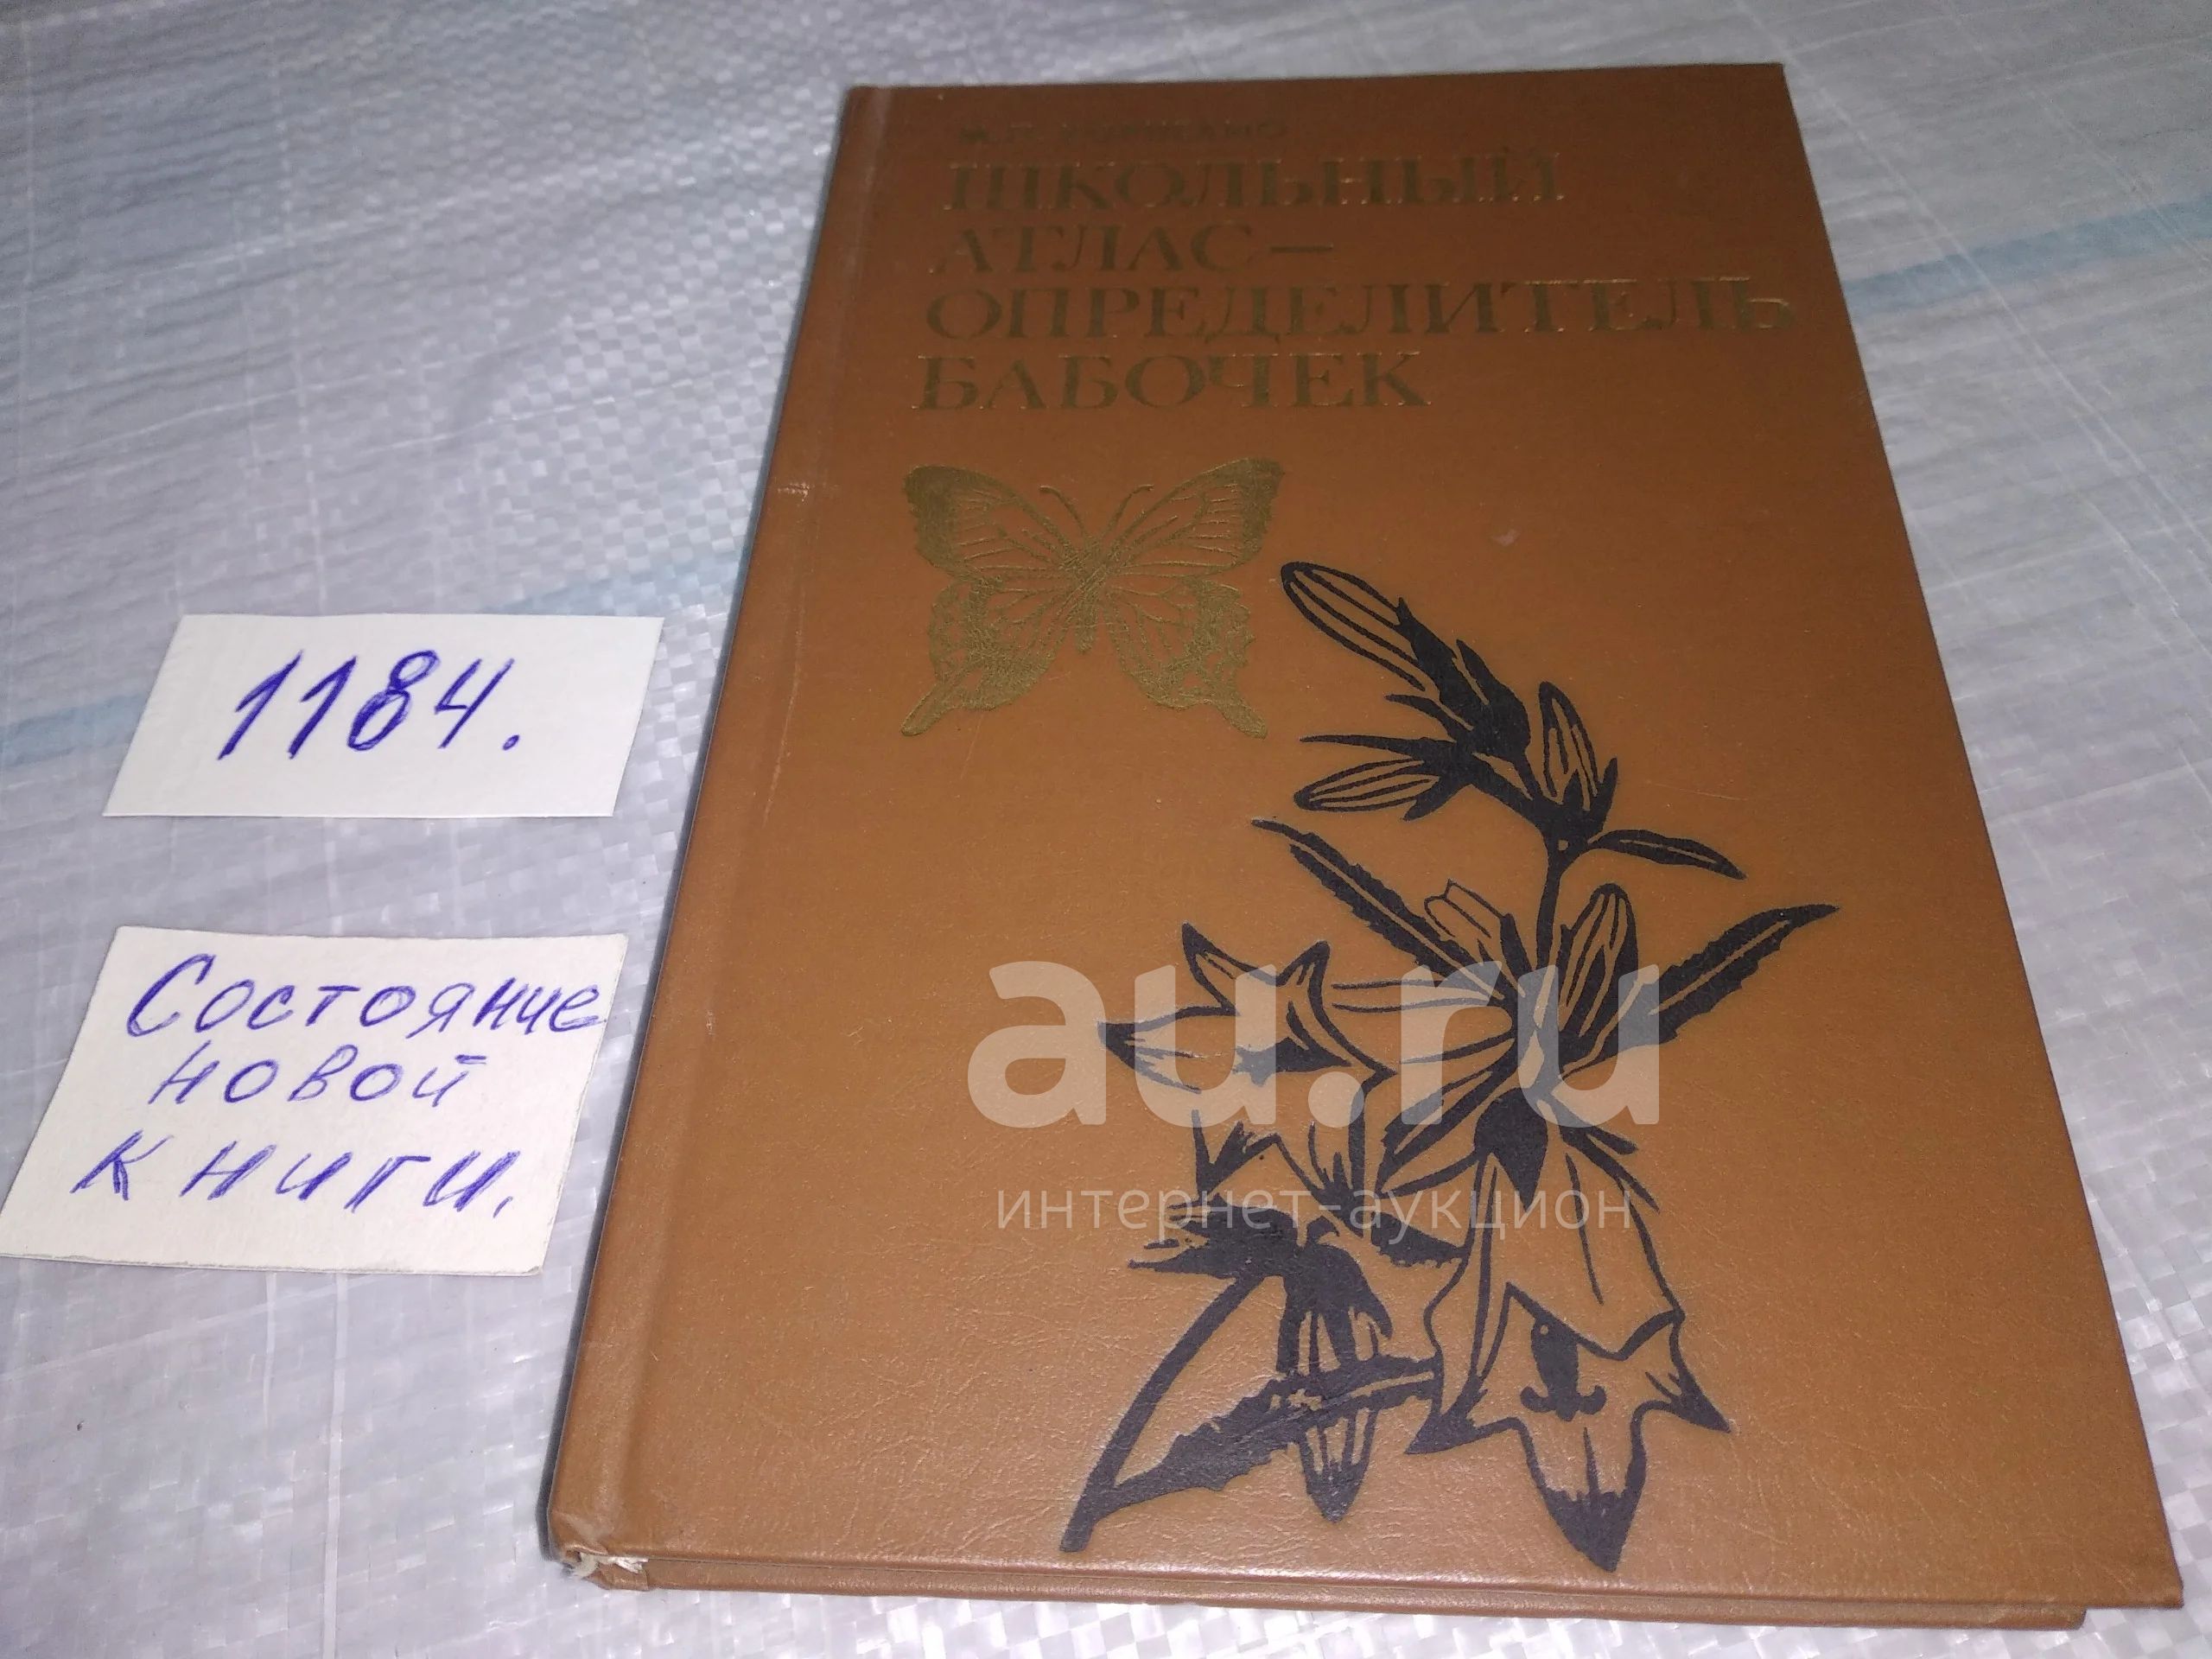 ШКОЛЬНЫЙ
АТЛАС—
ОПРЕДЕЛИТЕЛЬ
БАБОЧЕК
1184.
Состояние
новой
книги.
au.ru
интернет-аукцион